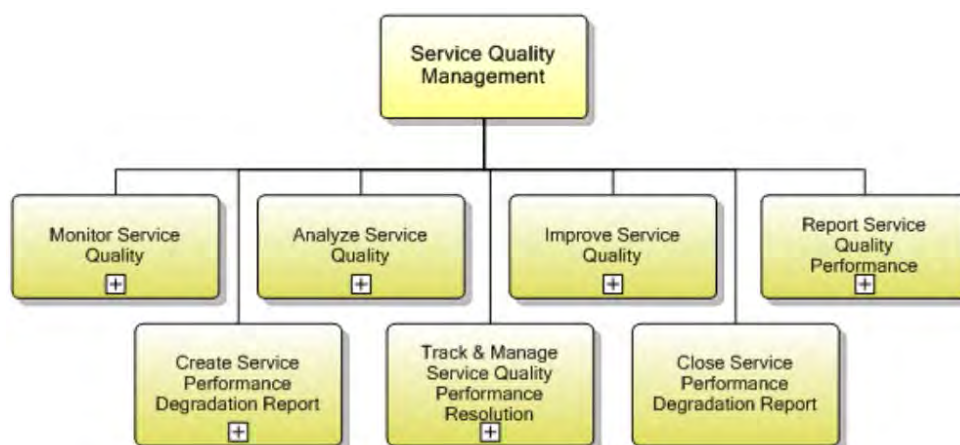 Service Quality
Management
Monitor Service
Quality
Analyze Service
Quality
Improve Service
Quality
Report Service
Quality
Performance
Create Service
Performance
Degradation Report
Track & Manage
Service Quality
Performance
Resolution
Close Service
Performance
Degradation Report